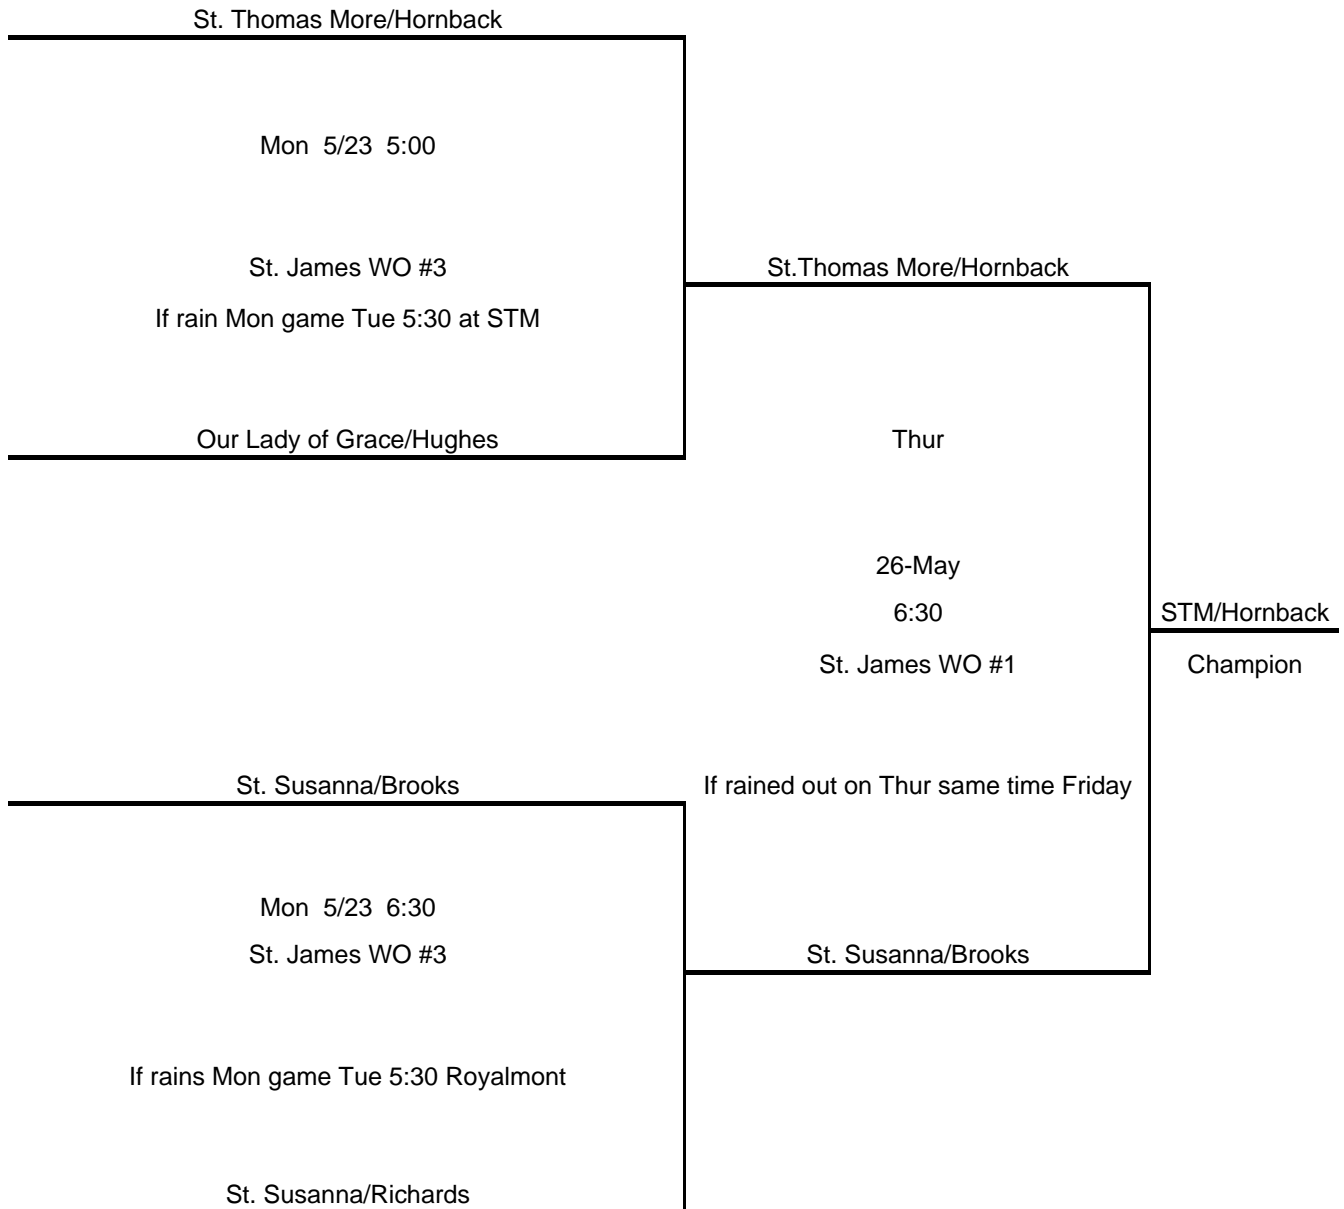 St. Thomas More/Hornback
Mon 5/23 5:00
St. James WO #3
St.Thomas More/Hornback
If rain Mon game Tue 5:30 at STM
Our Lady of Grace/Hughes
Thur
26-May
6:30
STM/Hornback
St. James WO #1
Champion
St. Susanna/Brooks
If rained out on Thur same time Friday
Mon 5/23 6:30
St. James WO #3
St. Susanna/Brooks
If rains Mon game Tue 5:30 Royalmont
St. Susanna/Richards